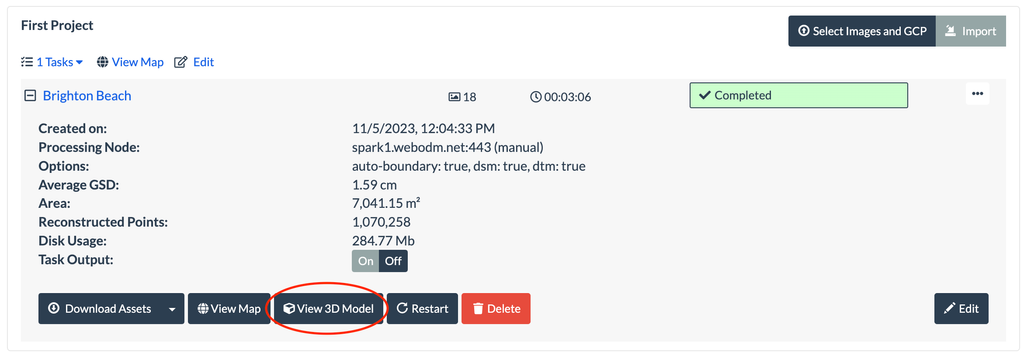 First Project
Select Images and GCP Import
1 Tasks View Map Edit
Brighton Beach 18 00:03:06 Completed
Created on: 11/5/2023, 12:04:33 PM
Processing Node: spark1.webodm.net:443 (manual)
Options: auto-boundary: true, dsm: true, dtm: true
Average GSD: 1.59 cm
Area: 7,041.15 m²
Reconstructed Points: 1,070,258
Disk Usage: 284.77 Mb
Task Output: On Off
Download Assets View Map View 3D Model Restart Delete Edit